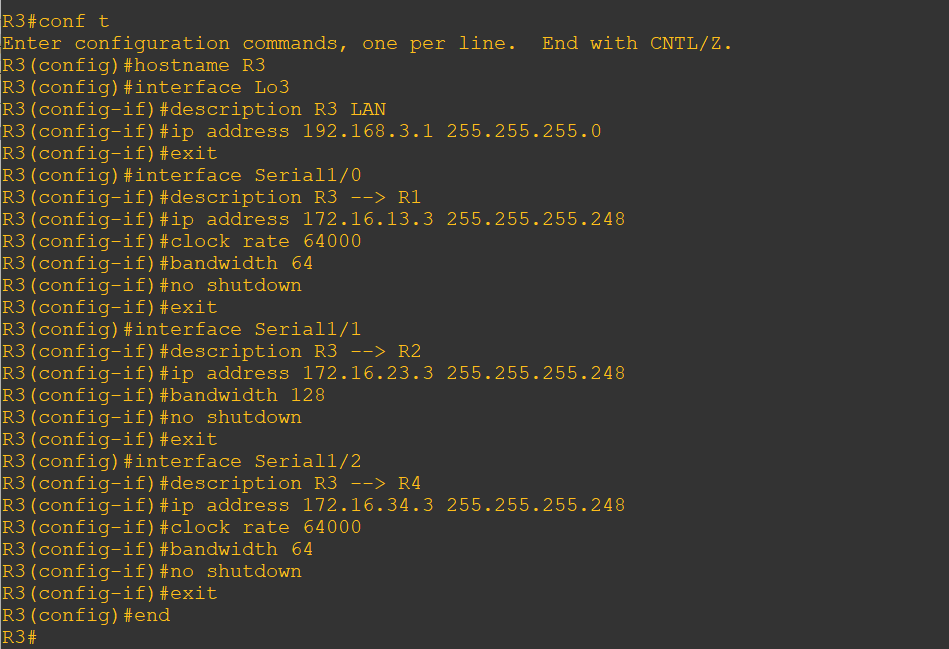 R3#conf t
Enter configuration commands, one per line.  End with CNTL/Z.
R3(config)#hostname R3
R3(config)#interface Lo3
R3(config-if)#description R3 LAN
R3(config-if)#ip address 192.168.3.1 255.255.255.0
R3(config-if)#exit
R3(config)#interface Serial1/0
R3(config-if)#description R3 --> R1
R3(config-if)#ip address 172.16.13.3 255.255.255.248
R3(config-if)#clock rate 64000
R3(config-if)#bandwidth 64
R3(config-if)#no shutdown
R3(config-if)#exit
R3(config)#interface Serial1/1
R3(config-if)#description R3 --> R2
R3(config-if)#ip address 172.16.23.3 255.255.255.248
R3(config-if)#bandwidth 128
R3(config-if)#no shutdown
R3(config-if)#exit
R3(config)#interface Serial1/2
R3(config-if)#description R3 --> R4
R3(config-if)#ip address 172.16.34.3 255.255.255.248
R3(config-if)#clock rate 64000
R3(config-if)#bandwidth 64
R3(config-if)#no shutdown
R3(config-if)#exit
R3(config)#end
R3#